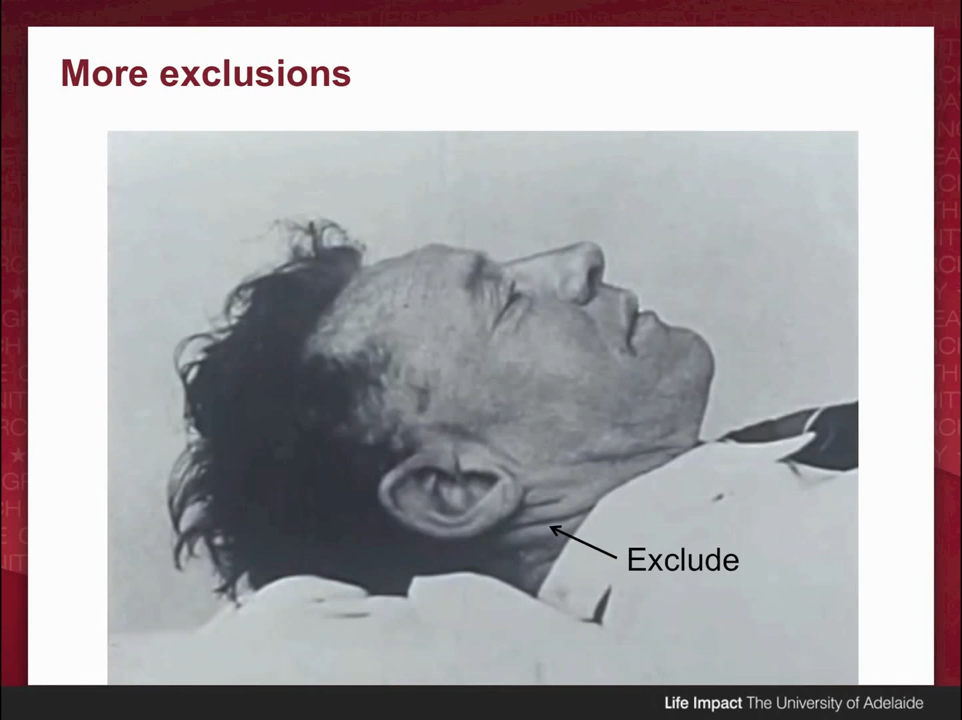 More exclusions
Exclude
Life Impact The University of Adelaide